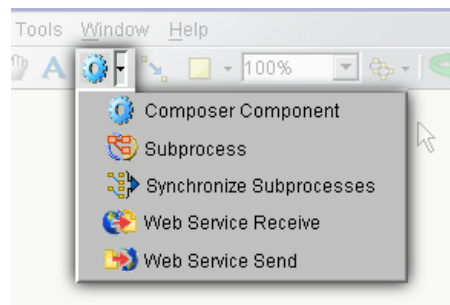 Tools Window Help
A 100%
Composer Component
Subprocess
Synchronize Subprocesses
Web Service Receive
Web Service Send